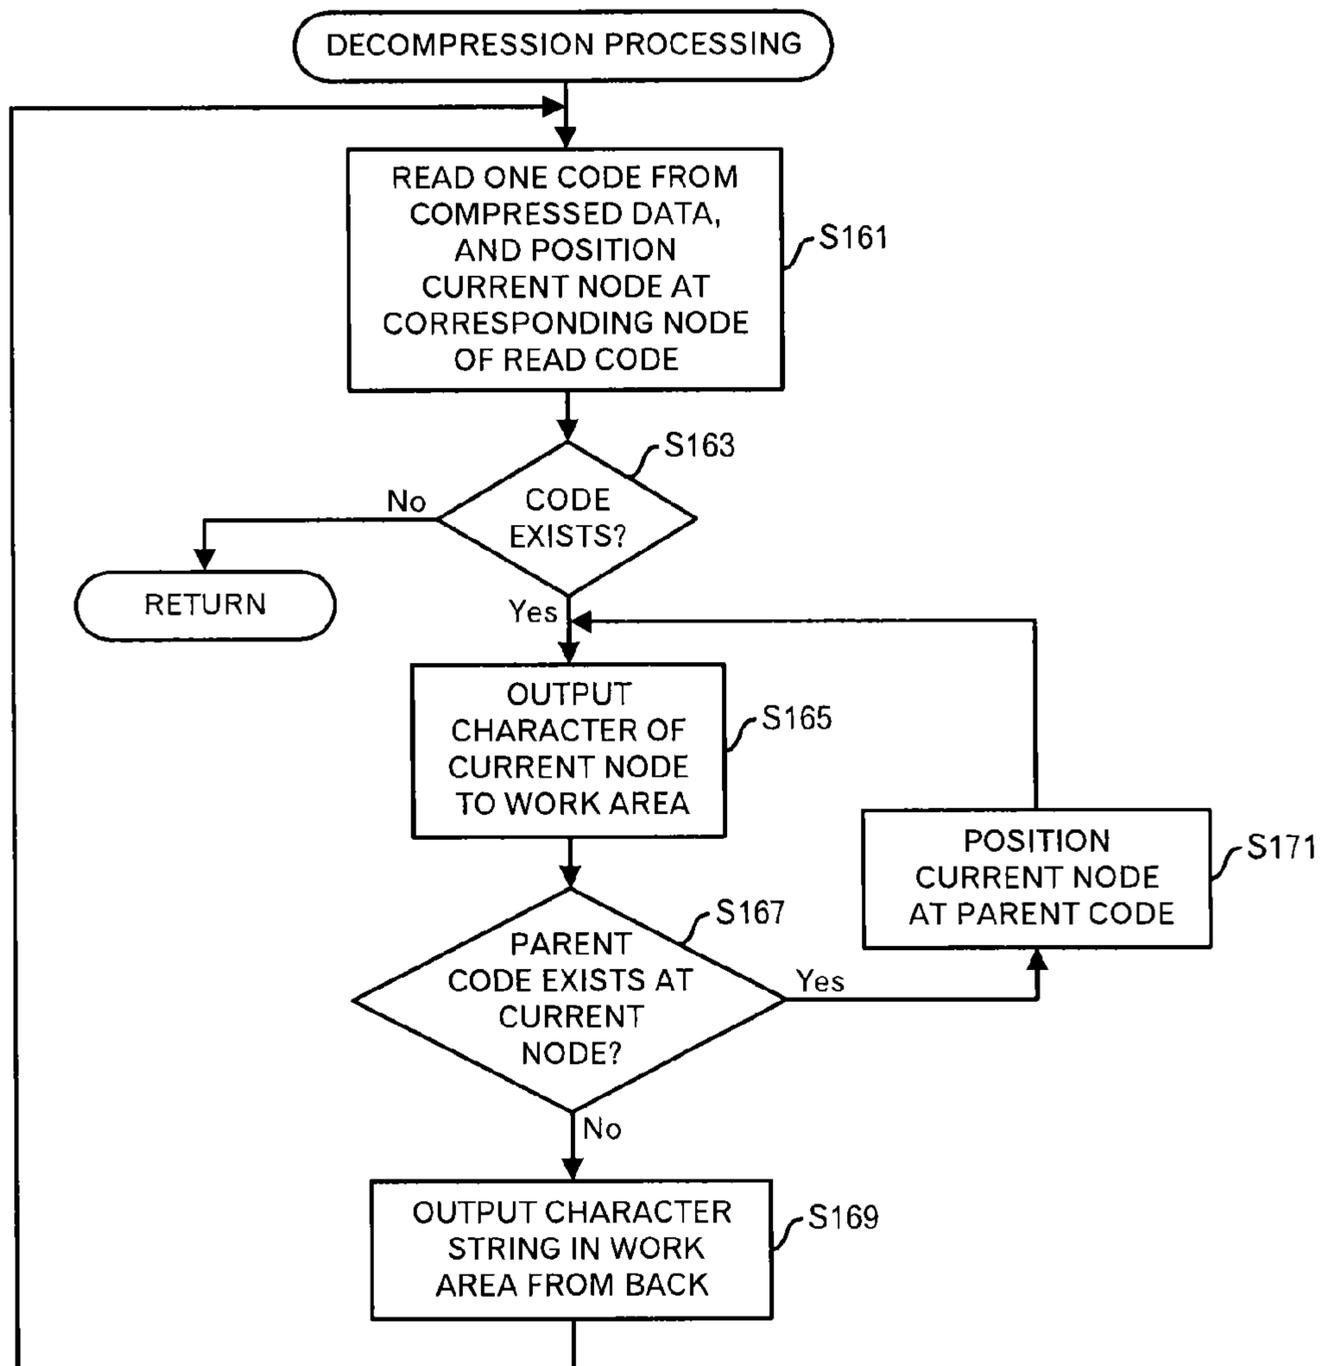 DECOMPRESSION PROCESSING
READ ONE CODE FROM
COMPRESSED DATA,
AND POSITION
CURRENT NODE AT
CORRESPONDING NODE
OF READ CODE
S161
S163
CODE
EXISTS?
No
RETURN
Yes
OUTPUT
CHARACTER OF
CURRENT NODE
TO WORK AREA
S165
POSITION
CURRENT NODE
AT PARENT CODE
S171
S167
PARENT
CODE EXISTS AT
CURRENT
NODE?
Yes
No
OUTPUT CHARACTER
STRING IN WORK
AREA FROM BACK
S169